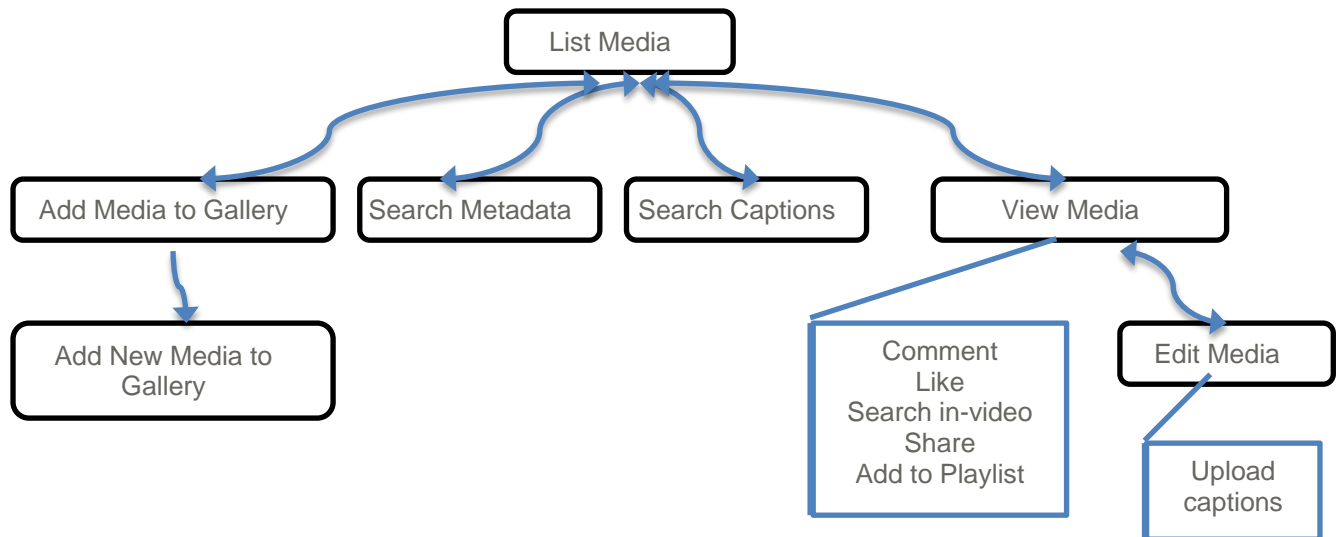 List Media
Add Media to Gallery
Search Metadata
Search Captions
View Media
Add New Media to
Gallery
Comment
Like
Search in-video
Share
Add to Playlist
Edit Media
Upload
captions